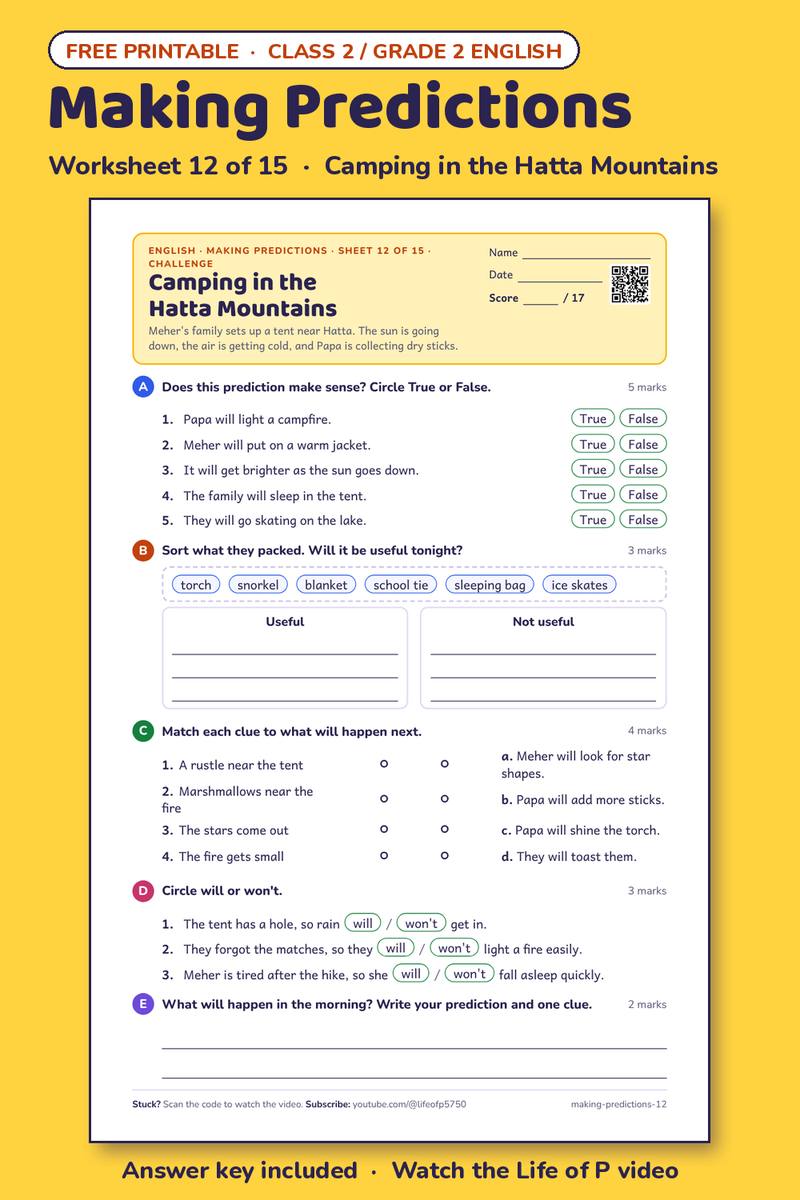 FREE PRINTABLE · CLASS 2 / GRADE 2 ENGLISH
Making Predictions
Worksheet 12 of 15 · Camping in the Hatta Mountains
ENGLISH · MAKING PREDICTIONS · SHEET 12 OF 15 ·
CHALLENGE
Camping in the
Hatta Mountains
Meher's family sets up a tent near Hatta. The sun is going
down, the air is getting cold, and Papa is collecting dry sticks.
Name
Date
Score / 17
A Does this prediction make sense? Circle True or False. 5 marks
1. Papa will light a campfire. True False
2. Meher will put on a warm jacket. True False
3. It will get brighter as the sun goes down. True False
4. The family will sleep in the tent. True False
5. They will go skating on the lake. True False
B Sort what they packed. Will it be useful tonight? 3 marks
torch snorkel blanket school tie sleeping bag ice skates
Useful Not useful
C Match each clue to what will happen next. 4 marks
1. A rustle near the tent
a. Meher will look for star
shapes.
2. Marshmallows near the
fire
b. Papa will add more sticks.
3. The stars come out c. Papa will shine the torch.
4. The fire gets small d. They will toast them.
D Circle will or won't. 3 marks
1. The tent has a hole, so rain will / won't get in.
2. They forgot the matches, so they will / won't light a fire easily.
3. Meher is tired after the hike, so she will / won't fall asleep quickly.
E What will happen in the morning? Write your prediction and one clue. 2 marks
Stuck? Scan the code to watch the video. Subscribe: youtube.com/@lifeofp5750 making-predictions-12
Answer key included · Watch the Life of P video